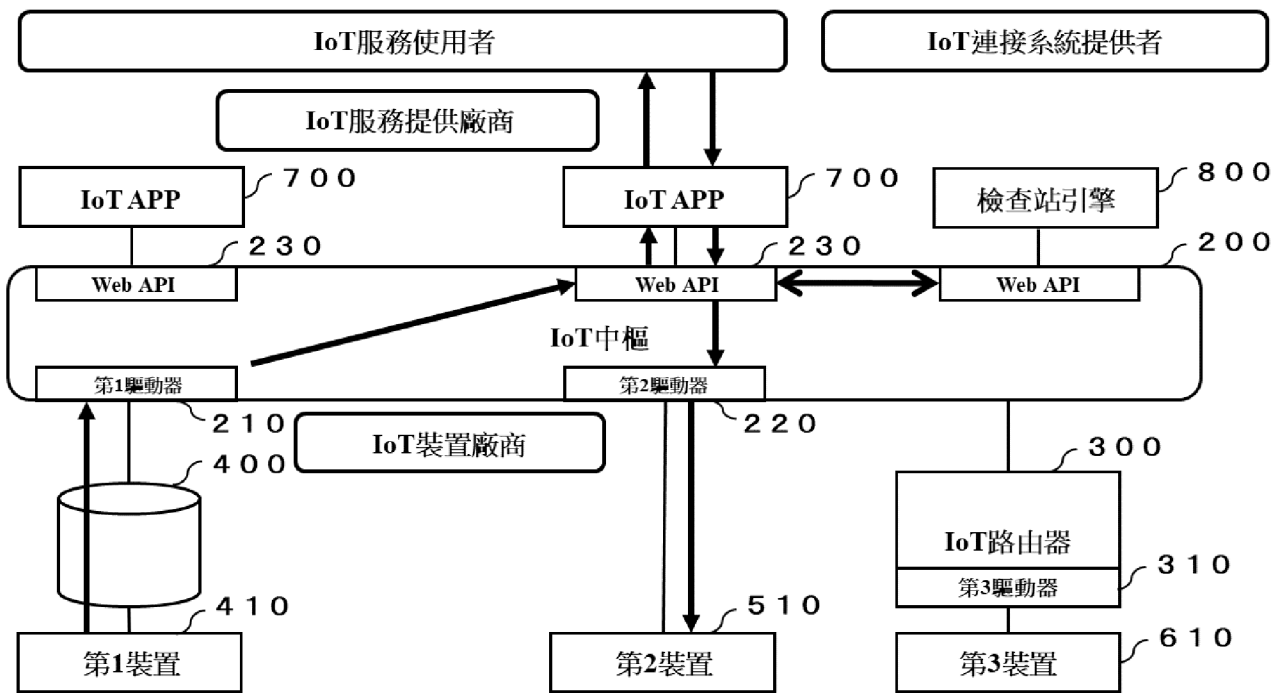 IoT服務使用者
IoT連接系統提供者
IoT服務提供廠商
IoT APP
７００
IoT APP
７００
檢查站引擎
８００
２３０
２３０
２００
Web API
Web API
Web API
IoT中樞
第1驅動器
第2驅動器
２１０
IoT裝置廠商
２２０
４００
３００
IoT路由器
第3驅動器
３１０
４１０
５１０
６１０
第1裝置
第2裝置
第3裝置